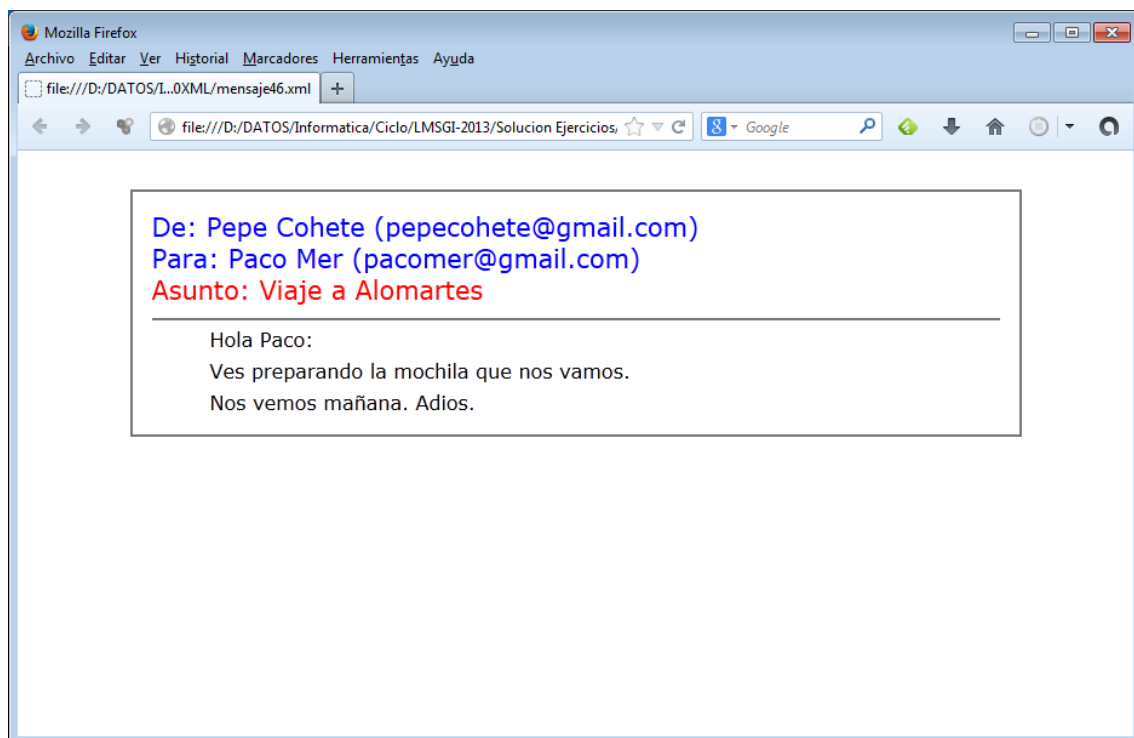 Mozilla Firefox
Archivo Editar Ver Historial Marcadores Herramientas Ayuda
file:///D:/DATOS/I...0XML/mensaje46.xml +
file:///D:/DATOS/Informatica/Ciclo/LMSGI-2013/Solucion Ejercicios, 8 Google
De: Pepe Cohete (pepecohete@gmail.com)
Para: Paco Mer (pacomer@gmail.com)
Asunto: Viaje a Alomartes
Hola Paco:
Ves preparando la mochila que nos vamos.
Nos vemos mañana. Adios.